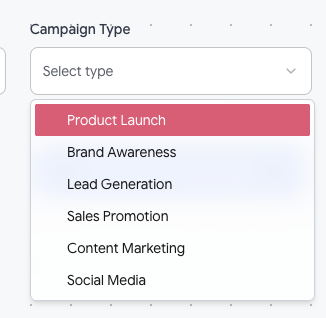 Campaign Type
Select type
Product Launch
Brand Awareness
Lead Generation
Sales Promotion
Content Marketing
Social Media